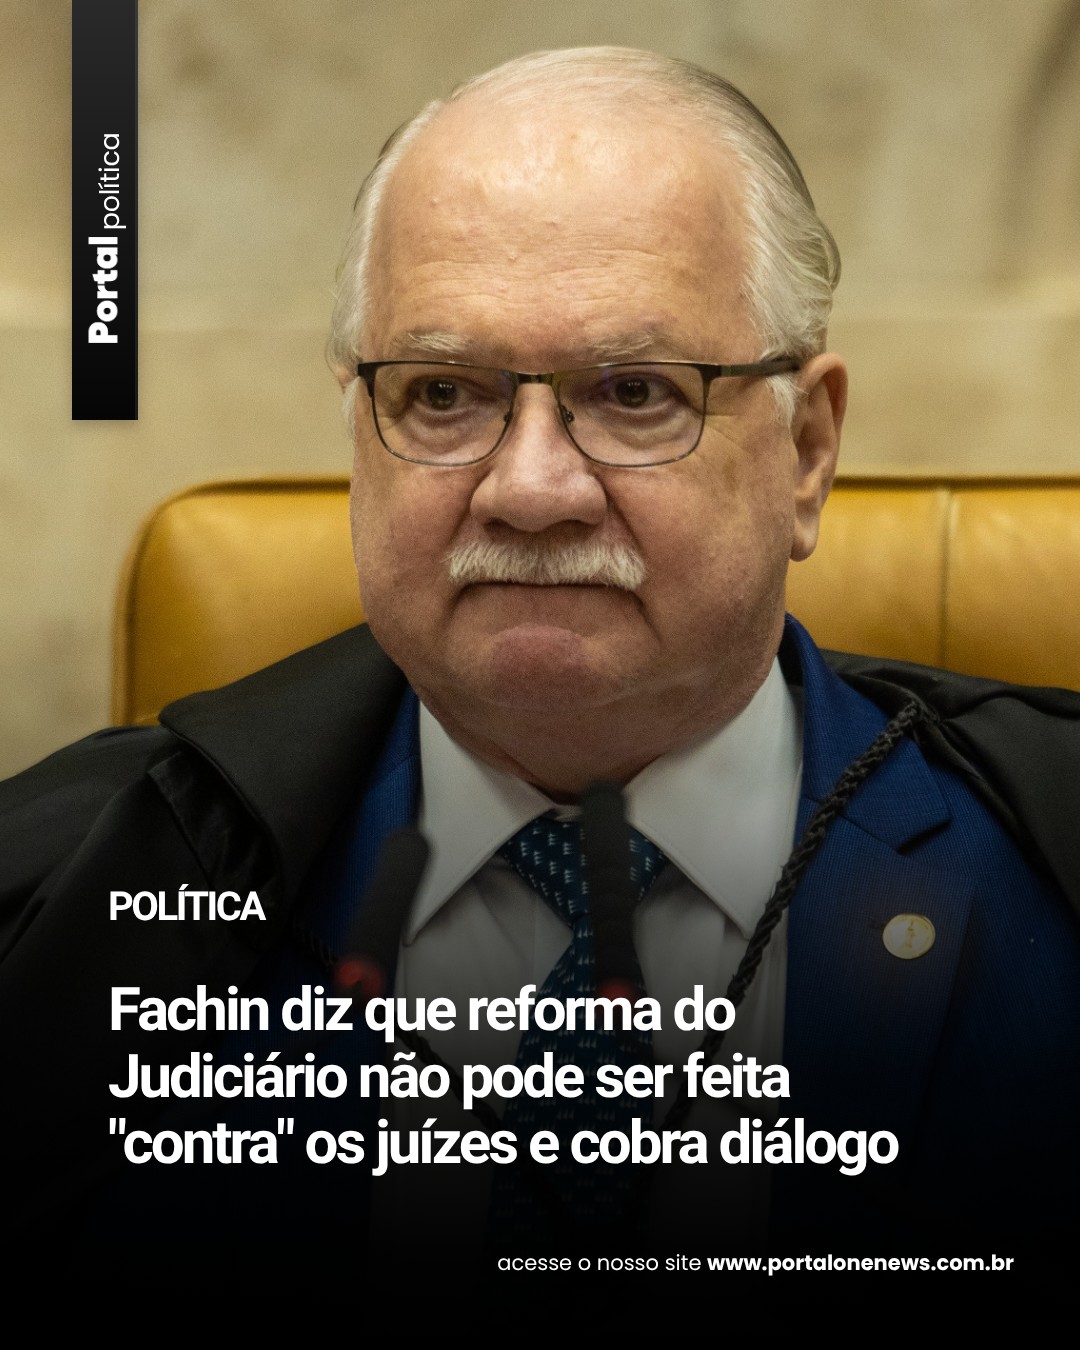 Portal política
POLÍTICA
Fachin diz que reforma do
Judiciário não pode ser feita
"contra" os juízes e cobra diálogo
acesse o nosso site www.portalonenews.com.br